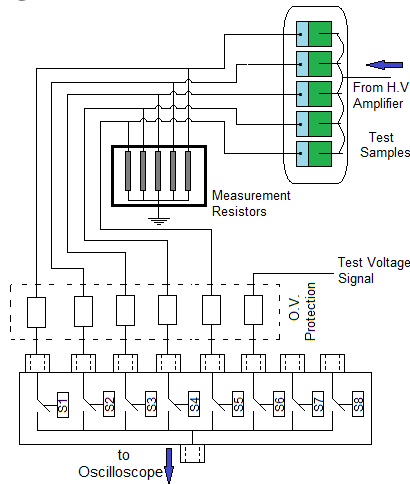 From H.V
Amplifier
Test
Samples
Measurement
Resistors
Test Voltage
Signal
O.V.
Protection
S1
S2
S3
S4
S5
S6
S7
S8
to
Oscilloscope